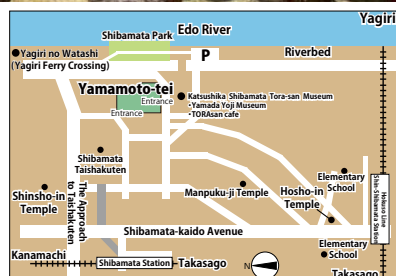 Yagiri
Edo River
Shibamata Park
Yagiri no Watashi
(Yagiri Ferry Crossing)
P
Riverbed
Yamamoto-tei
Entrance
Entrance
Katsushika Shibamata Tora-san Museum
・Yamada Yoji Museum
・TORAsan cafe
Shibamata
Taishakuten
Shinsho-in
Temple
The Approach
to Taishakuten
Manpuku-ji Temple
Hosho-in
Temple
Elementary
School
Hokuso Line
Shin-Shibamata Station
Shibamata-kaido Avenue
Elementary
School
Kanamachi
Shibamata Station
Takasago
Takasago